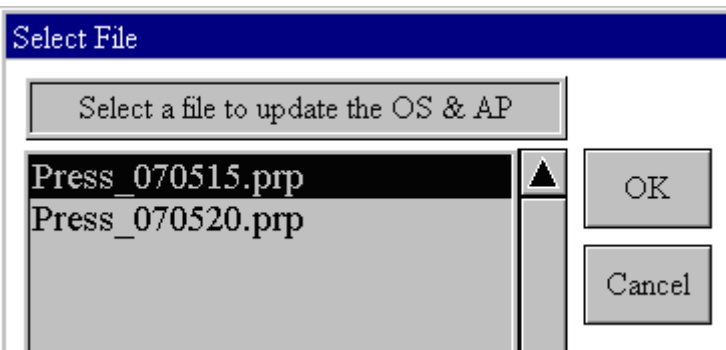 Select File
Select a file to update the OS & AP
Press_070515.prp
Press_070520.prp
OK
Cancel